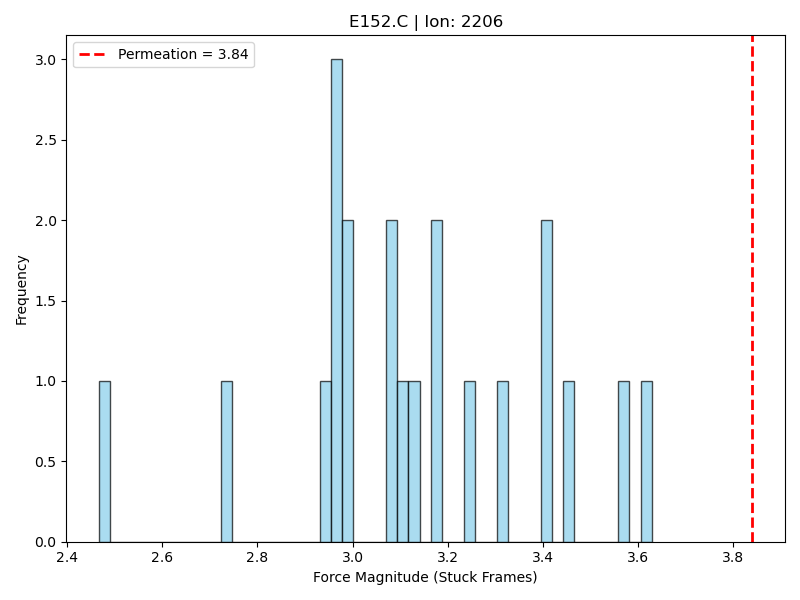 E152.C | Ion: 2206
Permeation = 3.84
3.0
2.5
2.0
1.5
1.0
0.5
0.0
Frequency
2.4 2.6 2.8 3.0 3.2 3.4 3.6 3.8
Force Magnitude (Stuck Frames)